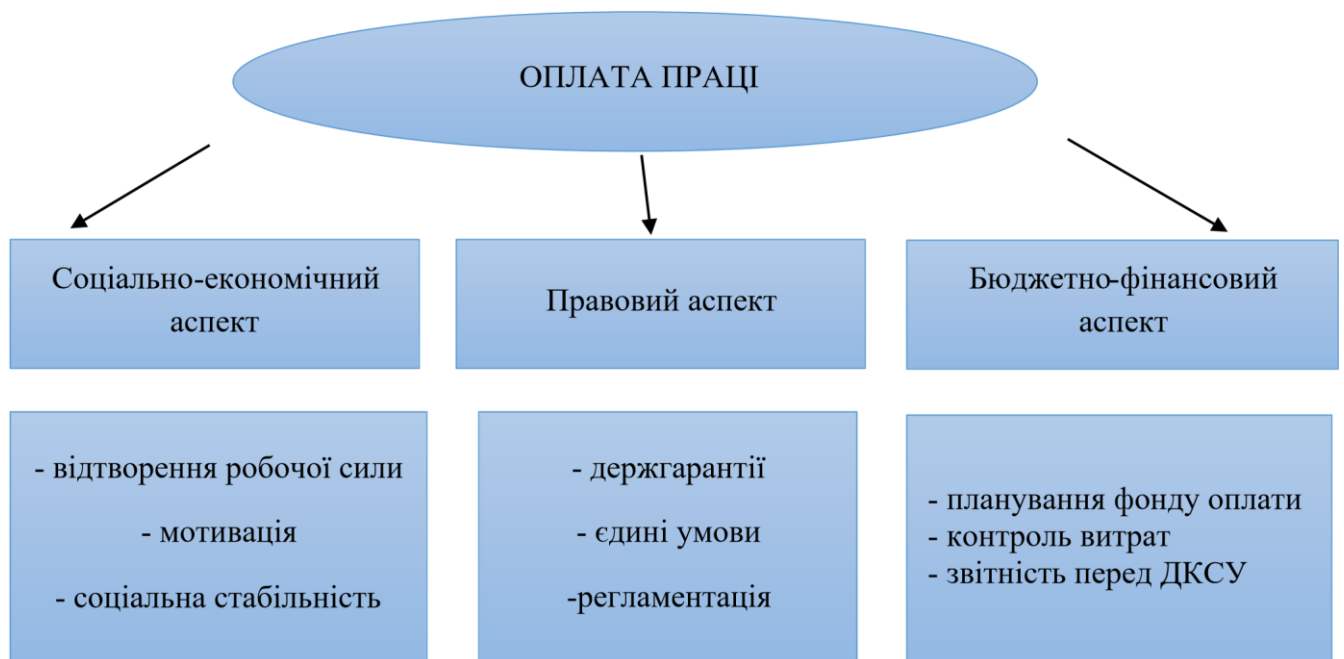 ОПЛАТА ПРАЦІ
Соціально-економічний
аспект
Правовий аспект
Бюджетно-фінансовий
аспект
- відтворення робочої сили
- мотивація
- соціальна стабільність
- держгарантії
- єдині умови
-регламентація
- планування фонду оплати
- контроль витрат
- звітність перед ДКСУ